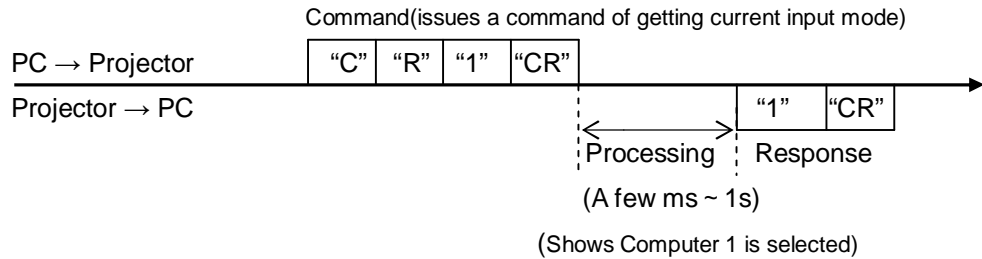 Command(issues a command of getting current input mode)
PC → Projector “C” “R” “1” “CR”
Projector → PC “1” “CR”
Processing Response
(A few ms ~ 1s)
(Shows Computer 1 is selected)